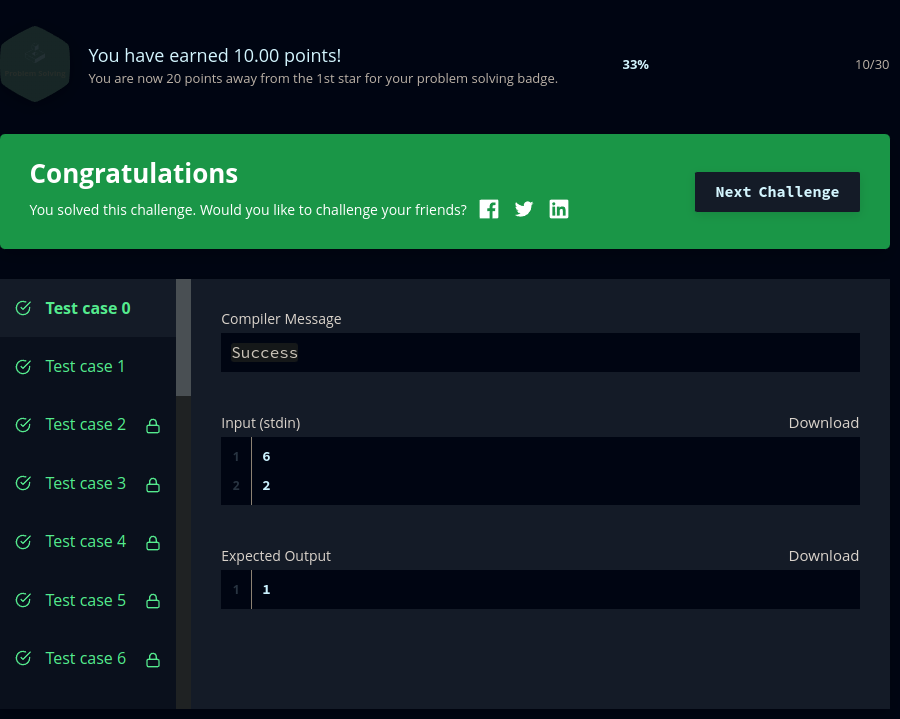 You have earned 10.00 points!
You are now 20 points away from the 1st star for your problem solving badge.
33%
10/30
Congratulations
You solved this challenge. Would you like to challenge your friends?
Next Challenge
Test case 0
Test case 1
Test case 2
Test case 3
Test case 4
Test case 5
Test case 6
Compiler Message
Success
Input (stdin)
Download
1 6
2 2
Expected Output
Download
1 1